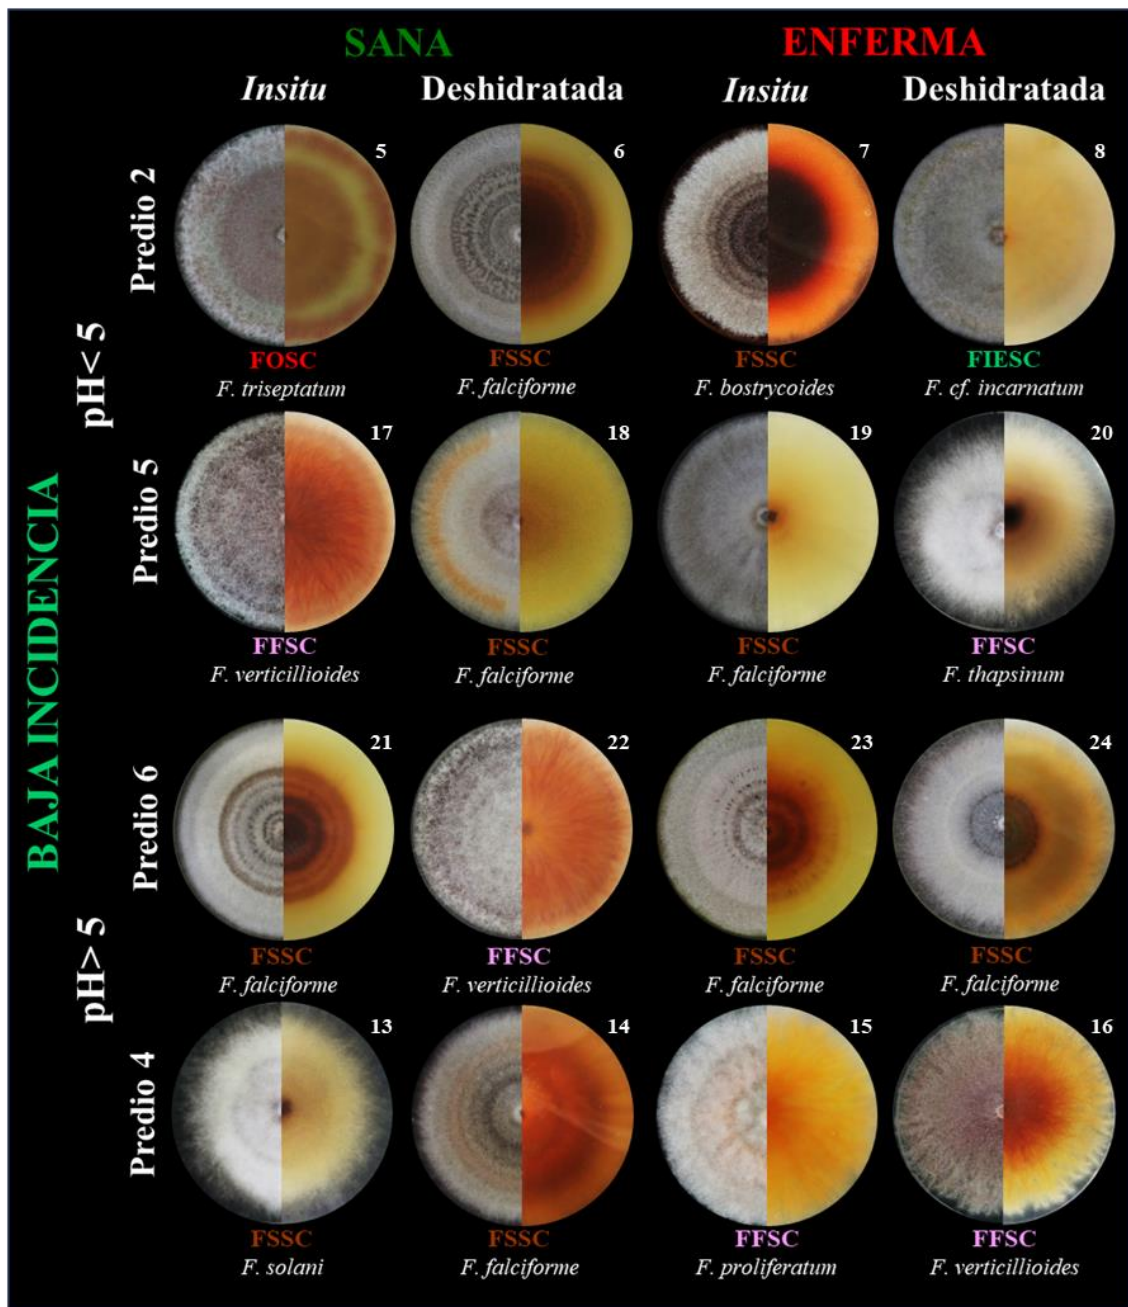 SANA
ENFERMA
Insitu
Deshidratada
Insitu
Deshidratada
BAJA INCIDENCIA
pH< 5
Predio 2
5
6
7
8
FOSC
FSSC
FSSC
FIESC
F. triseptatum
F. falciforme
F. bostrycoides
F. cf. incarnatum
Predio 5
17
18
19
20
FFSC
FSSC
FSSC
FFSC
F. verticillioides
F. falciforme
F. falciforme
F. thapsinum
pH> 5
Predio 6
21
22
23
24
FSSC
FFSC
FSSC
FSSC
F. falciforme
F. verticillioides
F. falciforme
F. falciforme
Predio 4
13
14
15
16
FSSC
FSSC
FFSC
FFSC
F. solani
F. falciforme
F. proliferatum
F. verticillioides